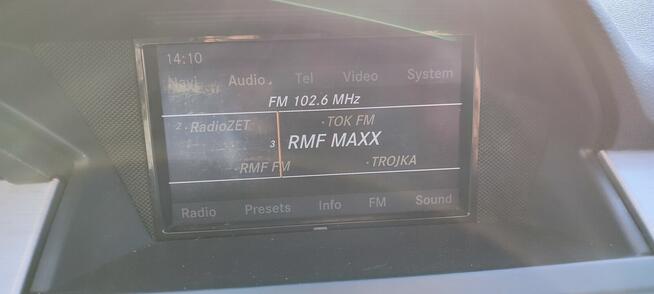 14:10
Navi Audio Tel Video System
FM 102.6 MHz
2 · RadioZET · TOK FM
3 RMF MAXX
· RMF FM · TROJKA
Radio Presets Info FM Sound